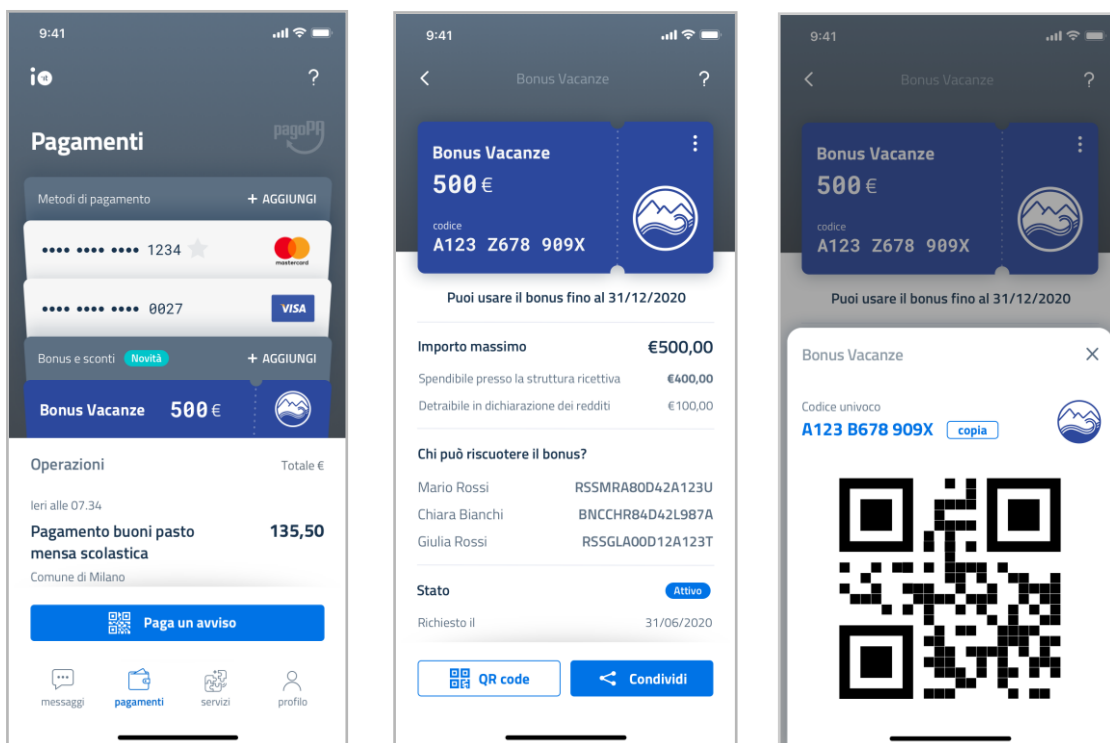 9:41
io
?
Pagamenti
pagoPA
Metodi di pagamento + AGGIUNGI
•••• •••• •••• 1234
mastercard
•••• •••• •••• 0027
VISA
Bonus e sconti Novità + AGGIUNGI
Bonus Vacanze 500 €
Operazioni Totale €
Ieri alle 07.34
Pagamento buoni pasto 135,50
mensa scolastica
Comune di Milano
Paga un avviso
messaggi pagamenti servizi profilo
9:41
Bonus Vacanze ?
Bonus Vacanze
500 €
codice
A123 Z678 909X
Puoi usare il bonus fino al 31/12/2020
Importo massimo €500,00
Spendibile presso la struttura ricettiva €400,00
Detraibile in dichiarazione dei redditi €100,00
Chi può riscuotere il bonus?
Mario Rossi RSSMRA80D42A123U
Chiara Bianchi BNCCHR84D42L987A
Giulia Rossi RSSGLA00D12A123T
Stato Attivo
Richiesto il 31/06/2020
QR code Condividi
9:41
Bonus Vacanze ?
Bonus Vacanze
500 €
codice
A123 Z678 909X
Puoi usare il bonus fino al 31/12/2020
Bonus Vacanze
Codice univoco
A123 B678 909X copia